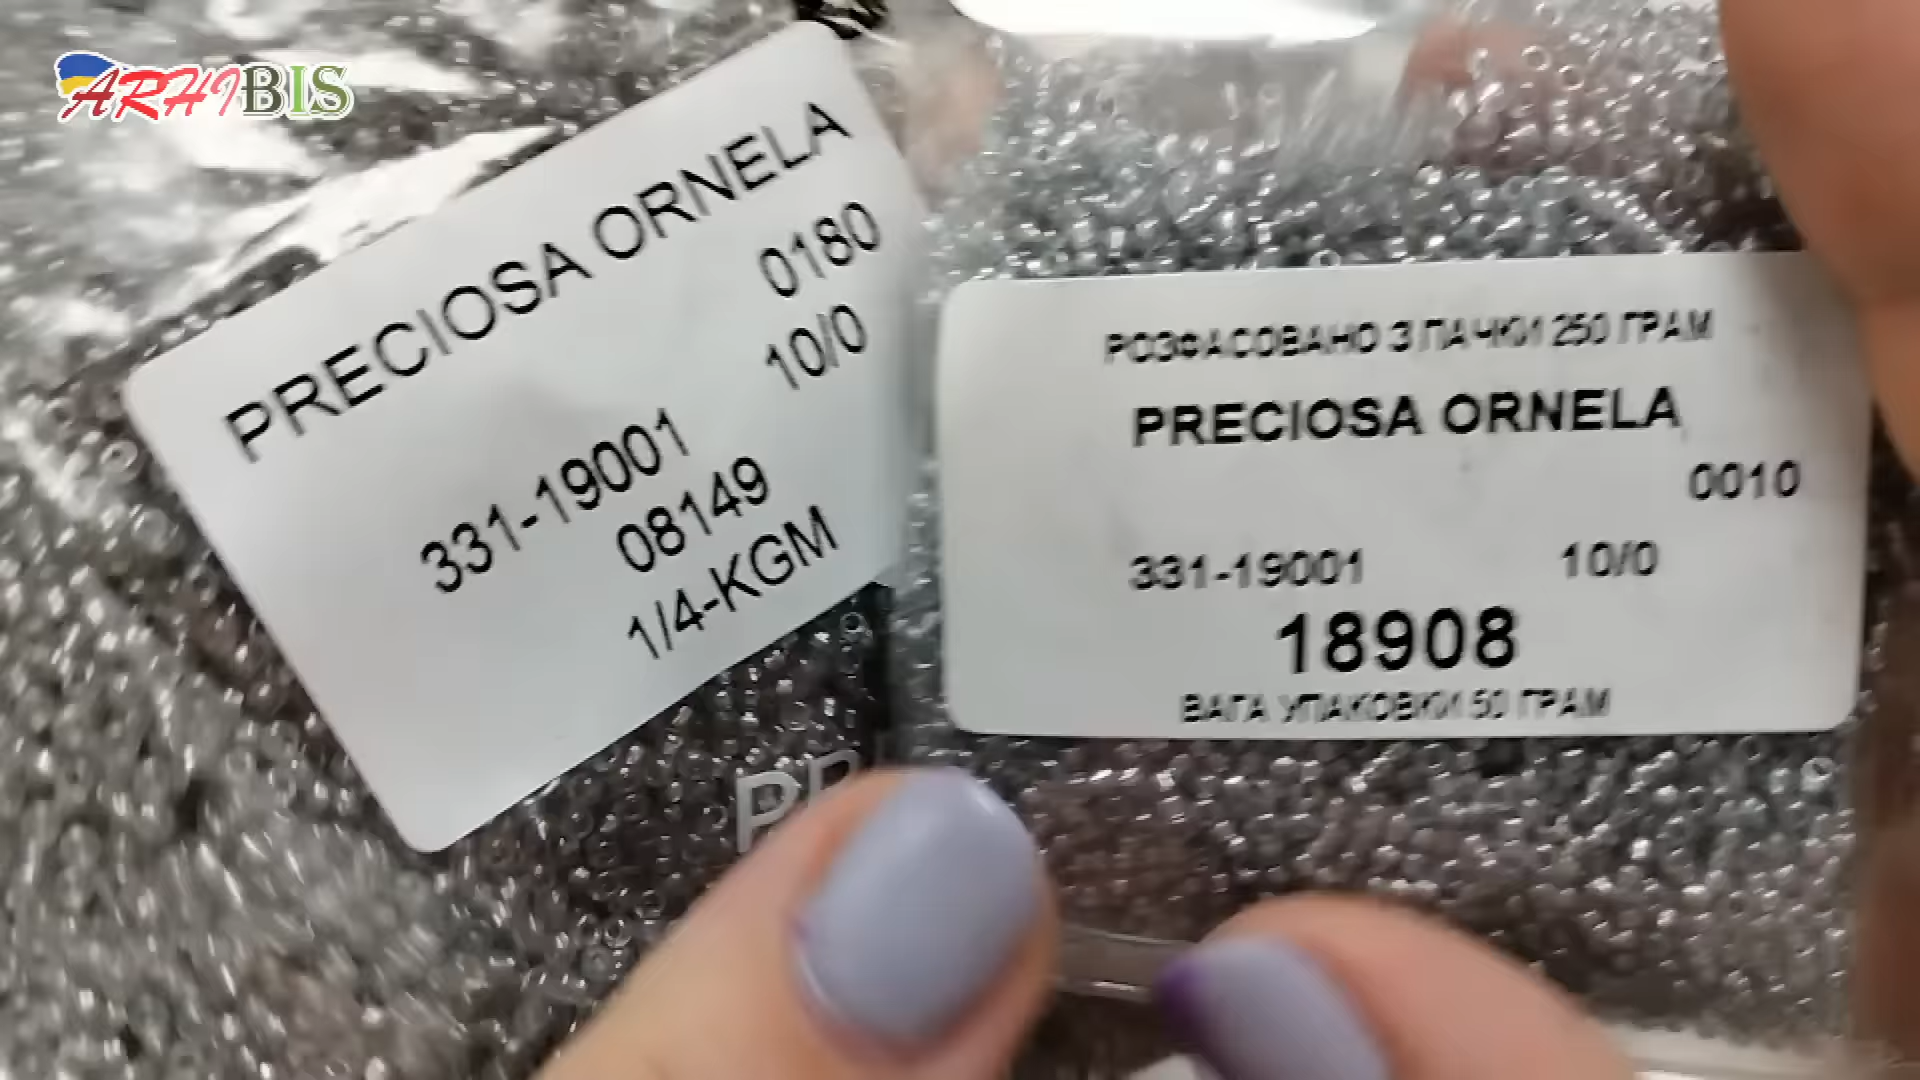 ARHIBIS
PRECIOSA ORNELA
0180
10/0
331-19001
08149
1/4-KGM
РОЗФАСОВАНО З ПАЧКИ 250 ГРАМ
PRECIOSA ORNELA
0010
331-19001 10/0
18908
ВАГА УПАКОВКИ 50 ГРАМ